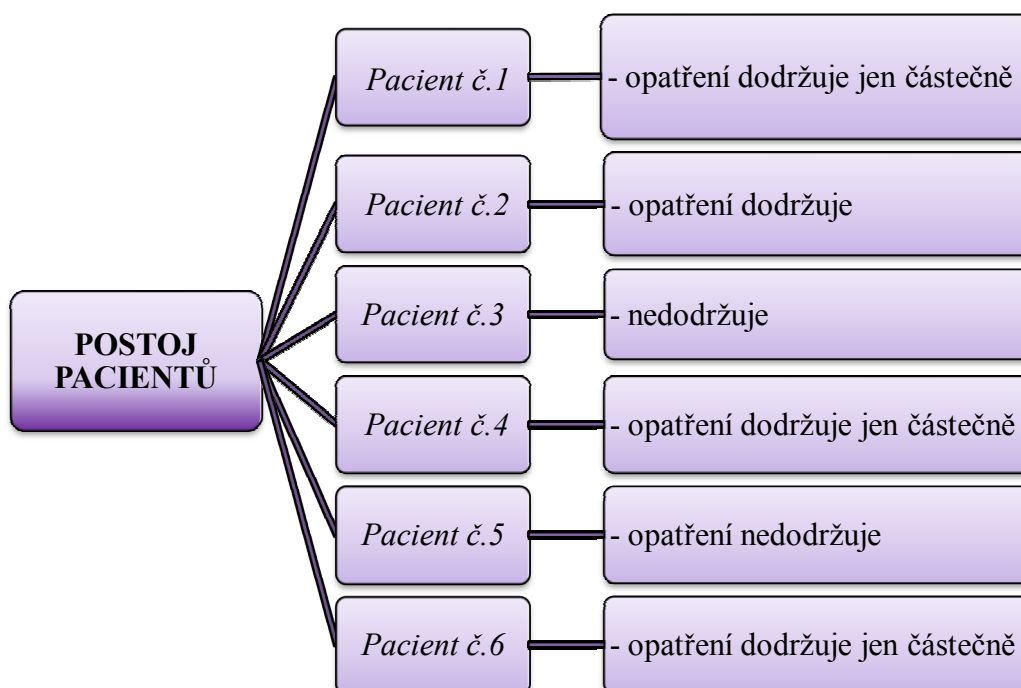 POSTOJ
PACIENTŮ
Pacient č.1
- opatření dodržuje jen částečně
Pacient č.2
- opatření dodržuje
Pacient č.3
- nedodržuje
Pacient č.4
- opatření dodržuje jen částečně
Pacient č.5
- opatření nedodržuje
Pacient č.6
- opatření dodržuje jen částečně